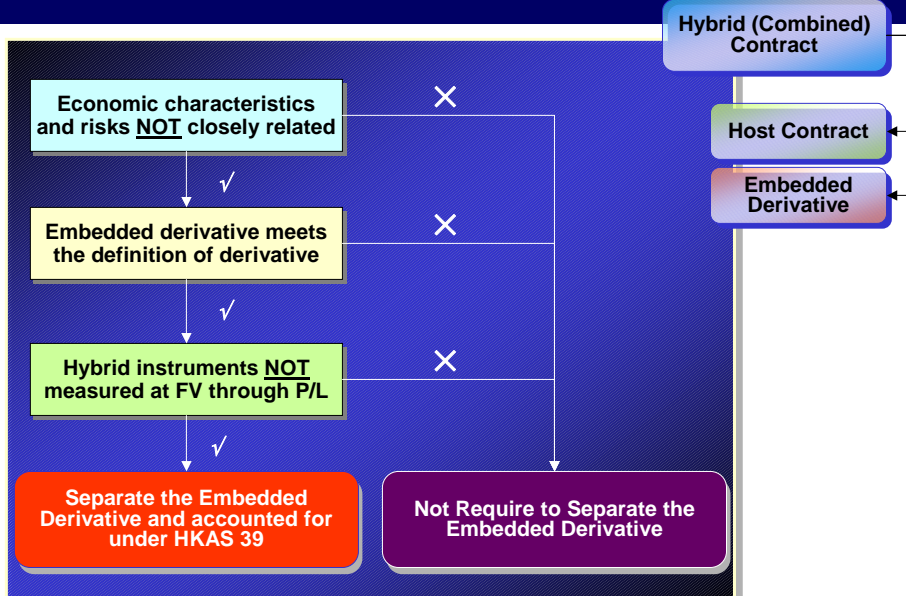 Hybrid (Combined)
Contract
Economic characteristics
and risks NOT closely related
×
Host Contract
√
Embedded
Derivative
Embedded derivative meets
the definition of derivative
×
√
Hybrid instruments NOT
measured at FV through P/L
×
√
Separate the Embedded
Derivative and accounted for
under HKAS 39
Not Require to Separate the
Embedded Derivative